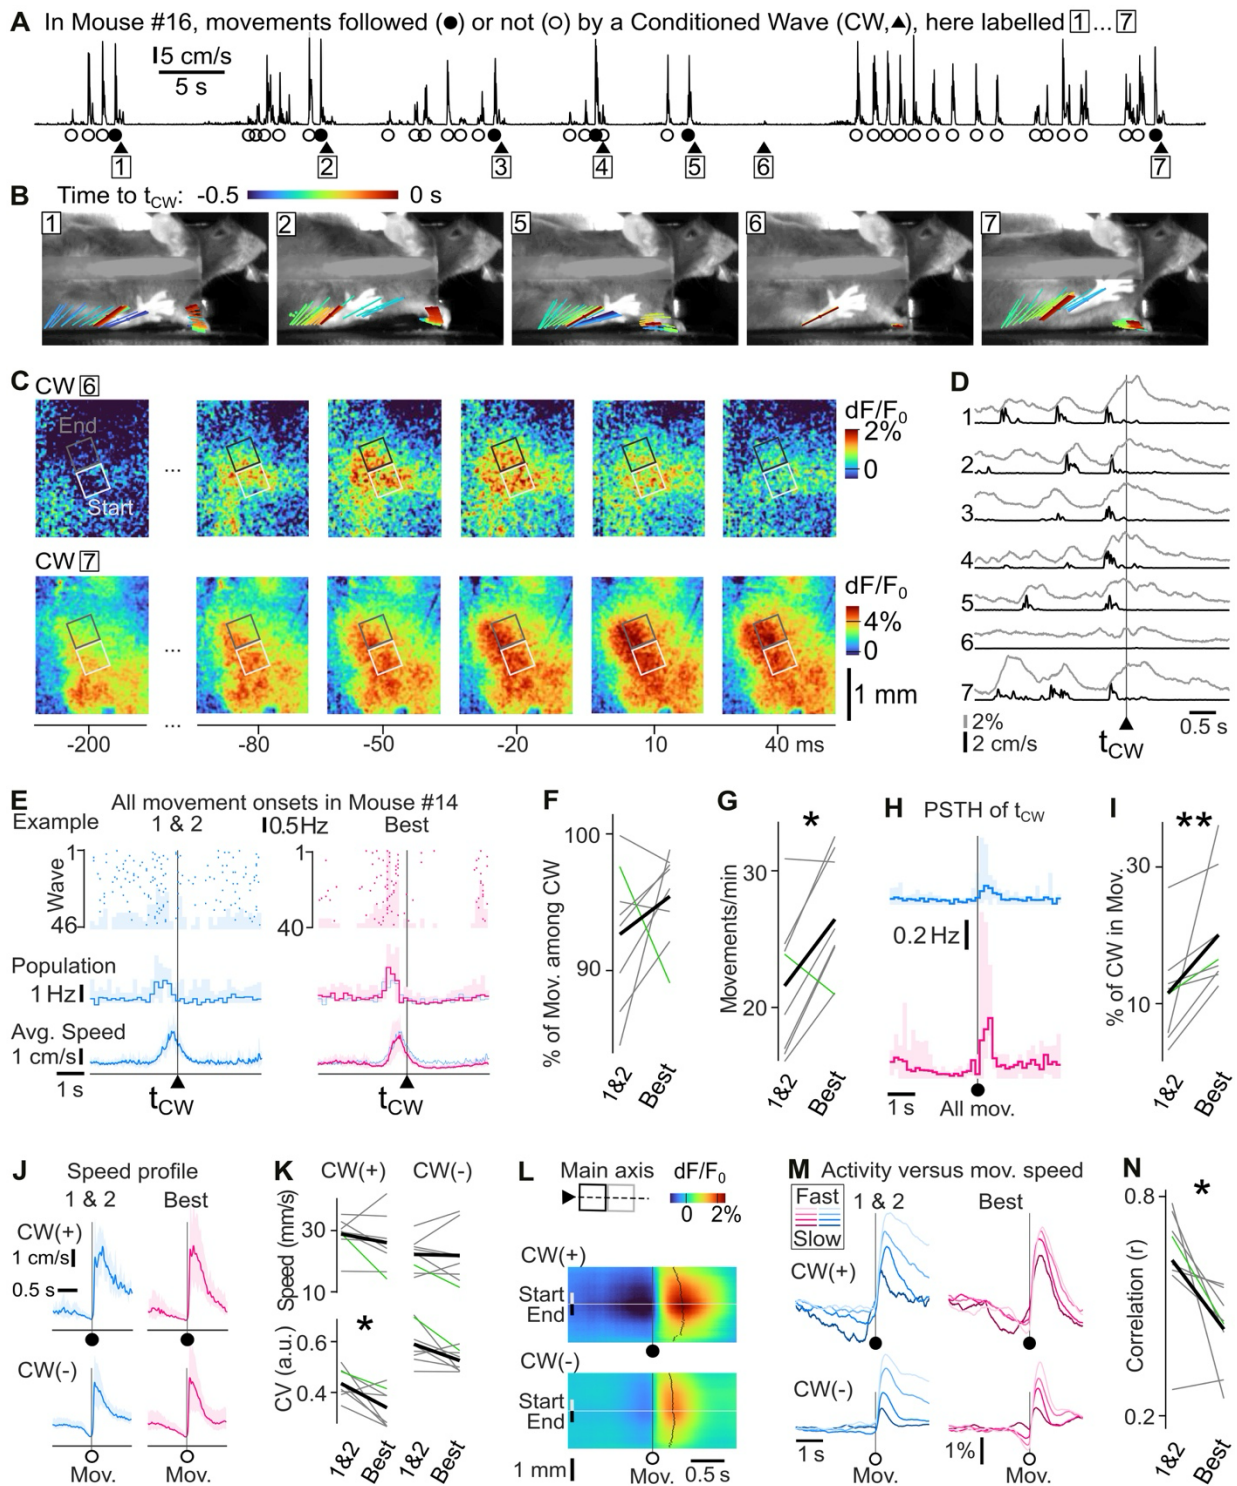 A In Mouse #16, movements followed (●) or not (○) by a Conditioned Wave (CW,▲), here labelled 1 ... 7
5 cm/s
5 s
1 2 3 4 5 6 7
B Time to tCW: -0.5 0 s
1 2 5 6 7
C CW 6
End
Start
...
dF/F0
2%
0
CW 7
...
dF/F0
4%
0
1 mm
...
-200 -80 -50 -20 10 40 ms
D
1
2
3
4
5
6
7
2%
2 cm/s
0.5 s
tCW
E All movement onsets in Mouse #14
Example 1 & 2 0.5 Hz Best
Wave
1
46
1
40
Population
1 Hz
Avg. Speed
1 cm/s
1 s
tCW tCW
F
% of Mov. among CW
100
90
1&2 Best
G
*
Movements/min
30
20
1&2 Best
H PSTH of tCW
0.2 Hz
1 s All mov.
I
**
% of CW in Mov.
30
10
1&2 Best
J Speed profile
1 & 2 Best
CW(+)
1 cm/s
0.5 s
CW(-)
Mov. Mov.
K CW(+) CW(-)
Speed (mm/s)
30
10
*
CV (a.u.)
0.6
0.4
1&2 Best 1&2 Best
L Main axis dF/F0
0 2%
CW(+)
Start
End
CW(-)
Start
End
1 mm Mov. 0.5 s
M Activity versus mov. speed
Fast
Slow
1 & 2 Best
CW(+)
CW(-)
1 s 1%
Mov. Mov.
N
*
Correlation (r)
0.8
0.2
1&2 Best